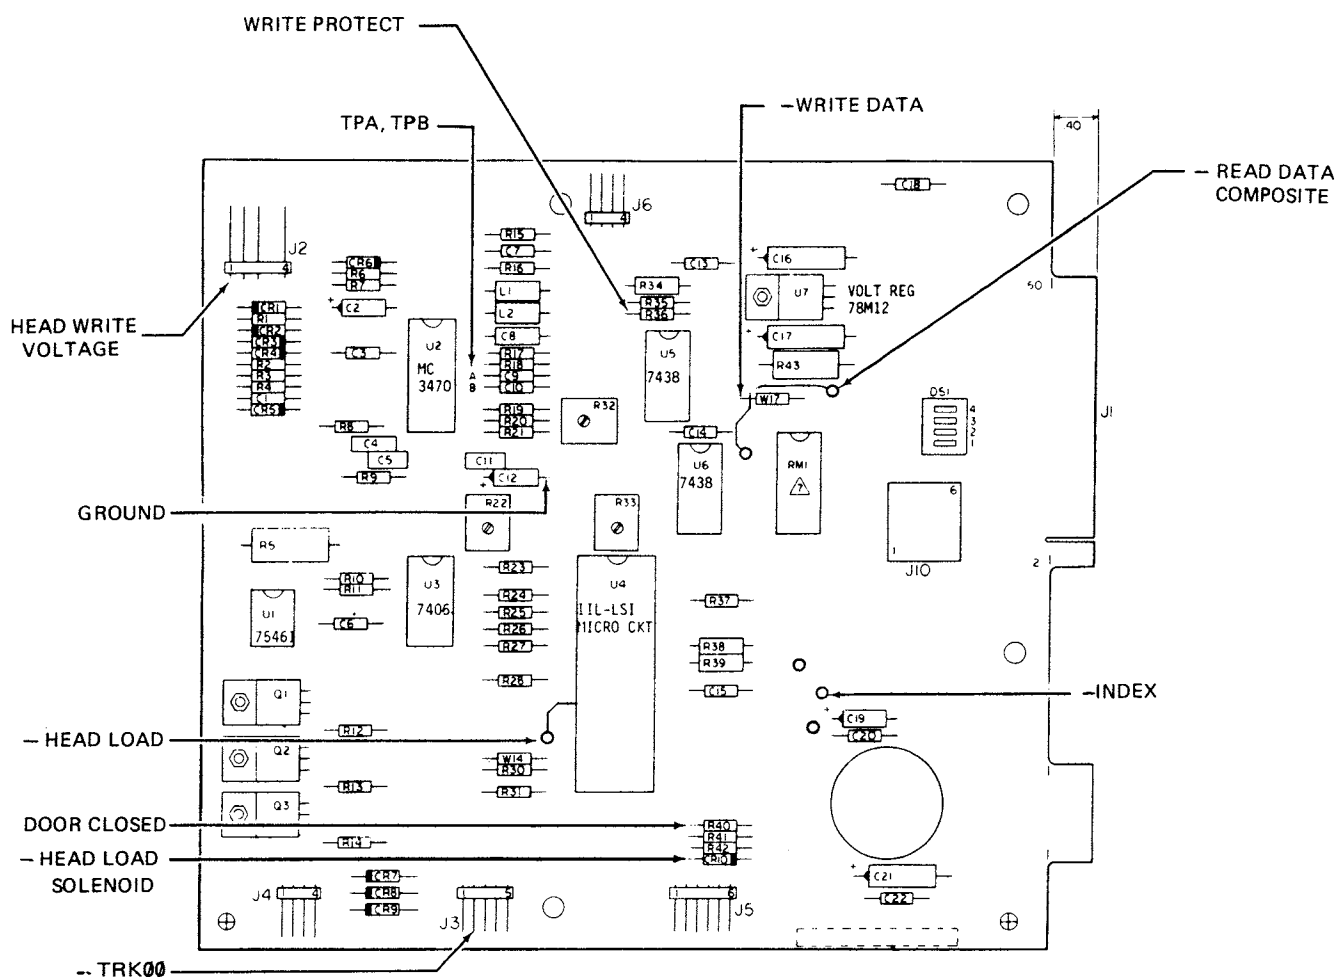 WRITE PROTECT
TPA, TPB
–WRITE DATA
40
– READ DATA
COMPOSITE
C18
J6
1 4
J2
1 4
R15
C7
R16
L1
L2
C8
R17
R18
C9
C10
R19
R20
R21
CR6
R6
R7
+
C2
C3
HEAD WRITE
VOLTAGE
CR1
R1
CR2
CR3
CR4
R2
R3
R4
C1
CR5
U2
MC
3470
A
B
C13
R34
R35
R36
U5
7438
+
C16
U7
VOLT REG
78M12
+
C17
R43
W17
50
J1
DS1
4
3
2
1
R8
C4
C5
R9
C11
+
C12
R32
C14
U6
7438
RM1
7
GROUND
R22
R33
6
1
J10
2
R5
R10
R11
U1
75461
+
C6
U3
7406
R23
R24
R25
R26
R27
R28
U4
IIL-LSI
MICRO CKT
R37
R38
R39
C15
–INDEX
+
C19
C20
Q1
– HEAD LOAD
R12
Q2
W14
R30
R31
R13
Q3
DOOR CLOSED
R40
R41
R42
CR10
– HEAD LOAD
SOLENOID
R14
CR7
CR8
CR9
J4
1 4
J3
1 5
1 6
J5
+
C21
C22
– TRK00